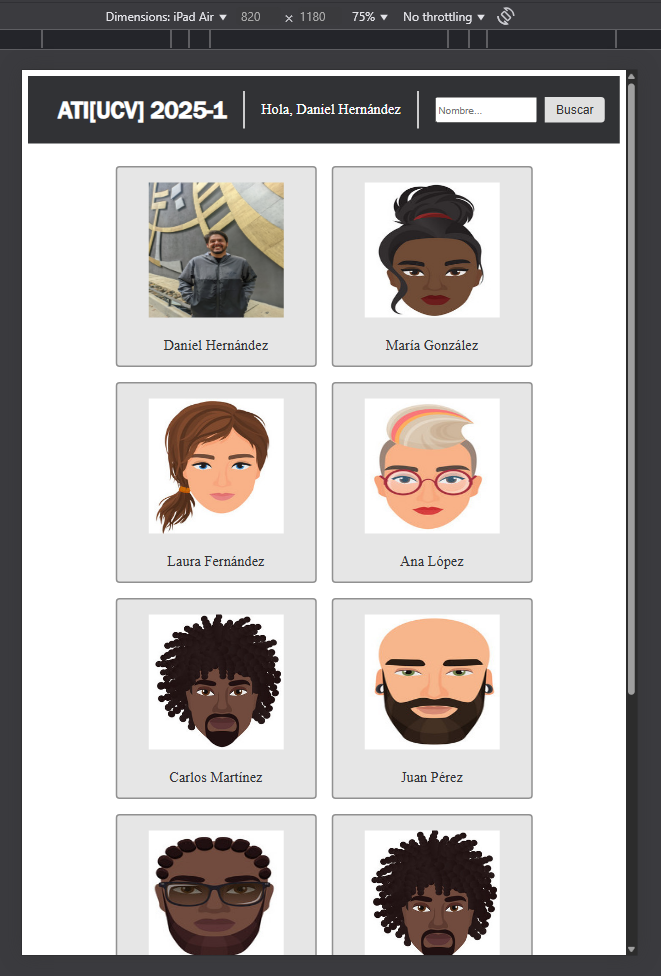 Dimensions: iPad Air ▼ 820 × 1180 75% ▼ No throttling ▼
ATI[UCV] 2025-1 Hola, Daniel Hernández Nombre... Buscar
Daniel Hernández María González
Laura Fernández Ana López
Carlos Martínez Juan Pérez